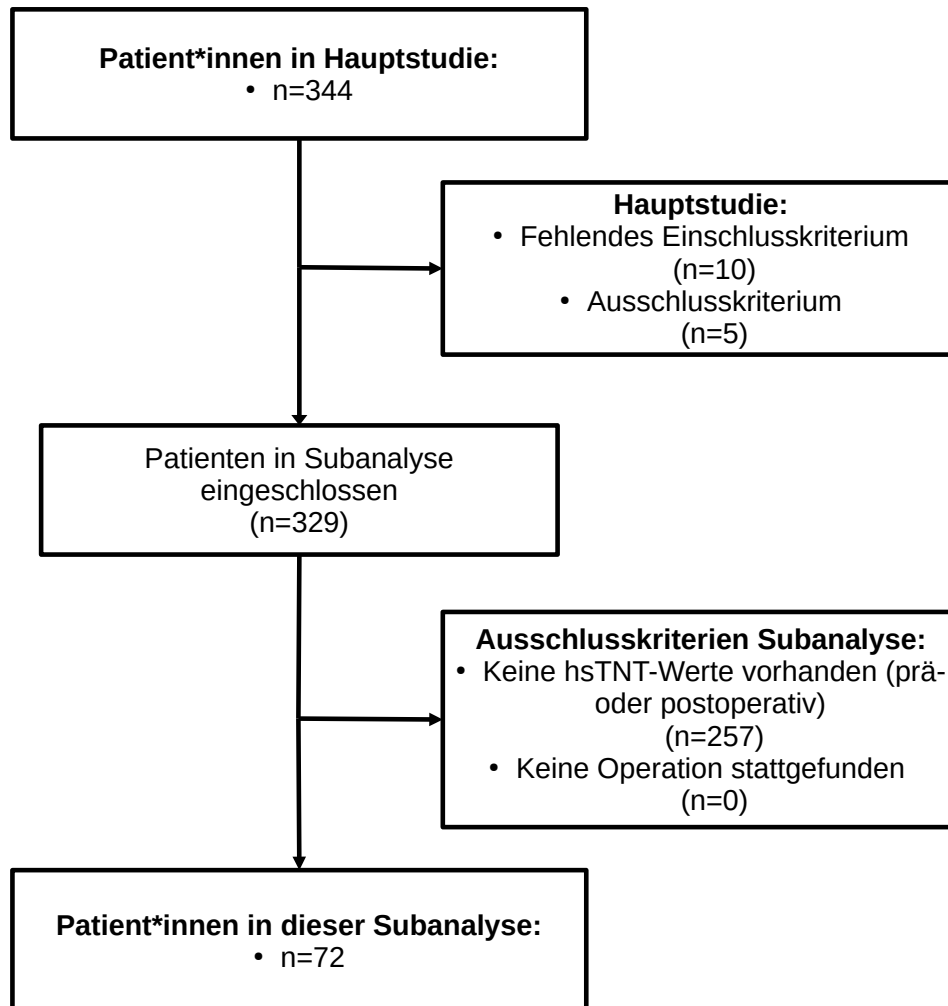 Patient*innen in Hauptstudie:
• n=344
Hauptstudie:
• Fehlendes Einschlusskriterium
(n=10)
• Ausschlusskriterium
(n=5)
Patienten in Subanalyse
eingeschlossen
(n=329)
Ausschlusskriterien Subanalyse:
• Keine hsTNT-Werte vorhanden (prä-
oder postoperativ)
(n=257)
• Keine Operation stattgefunden
(n=0)
Patient*innen in dieser Subanalyse:
• n=72